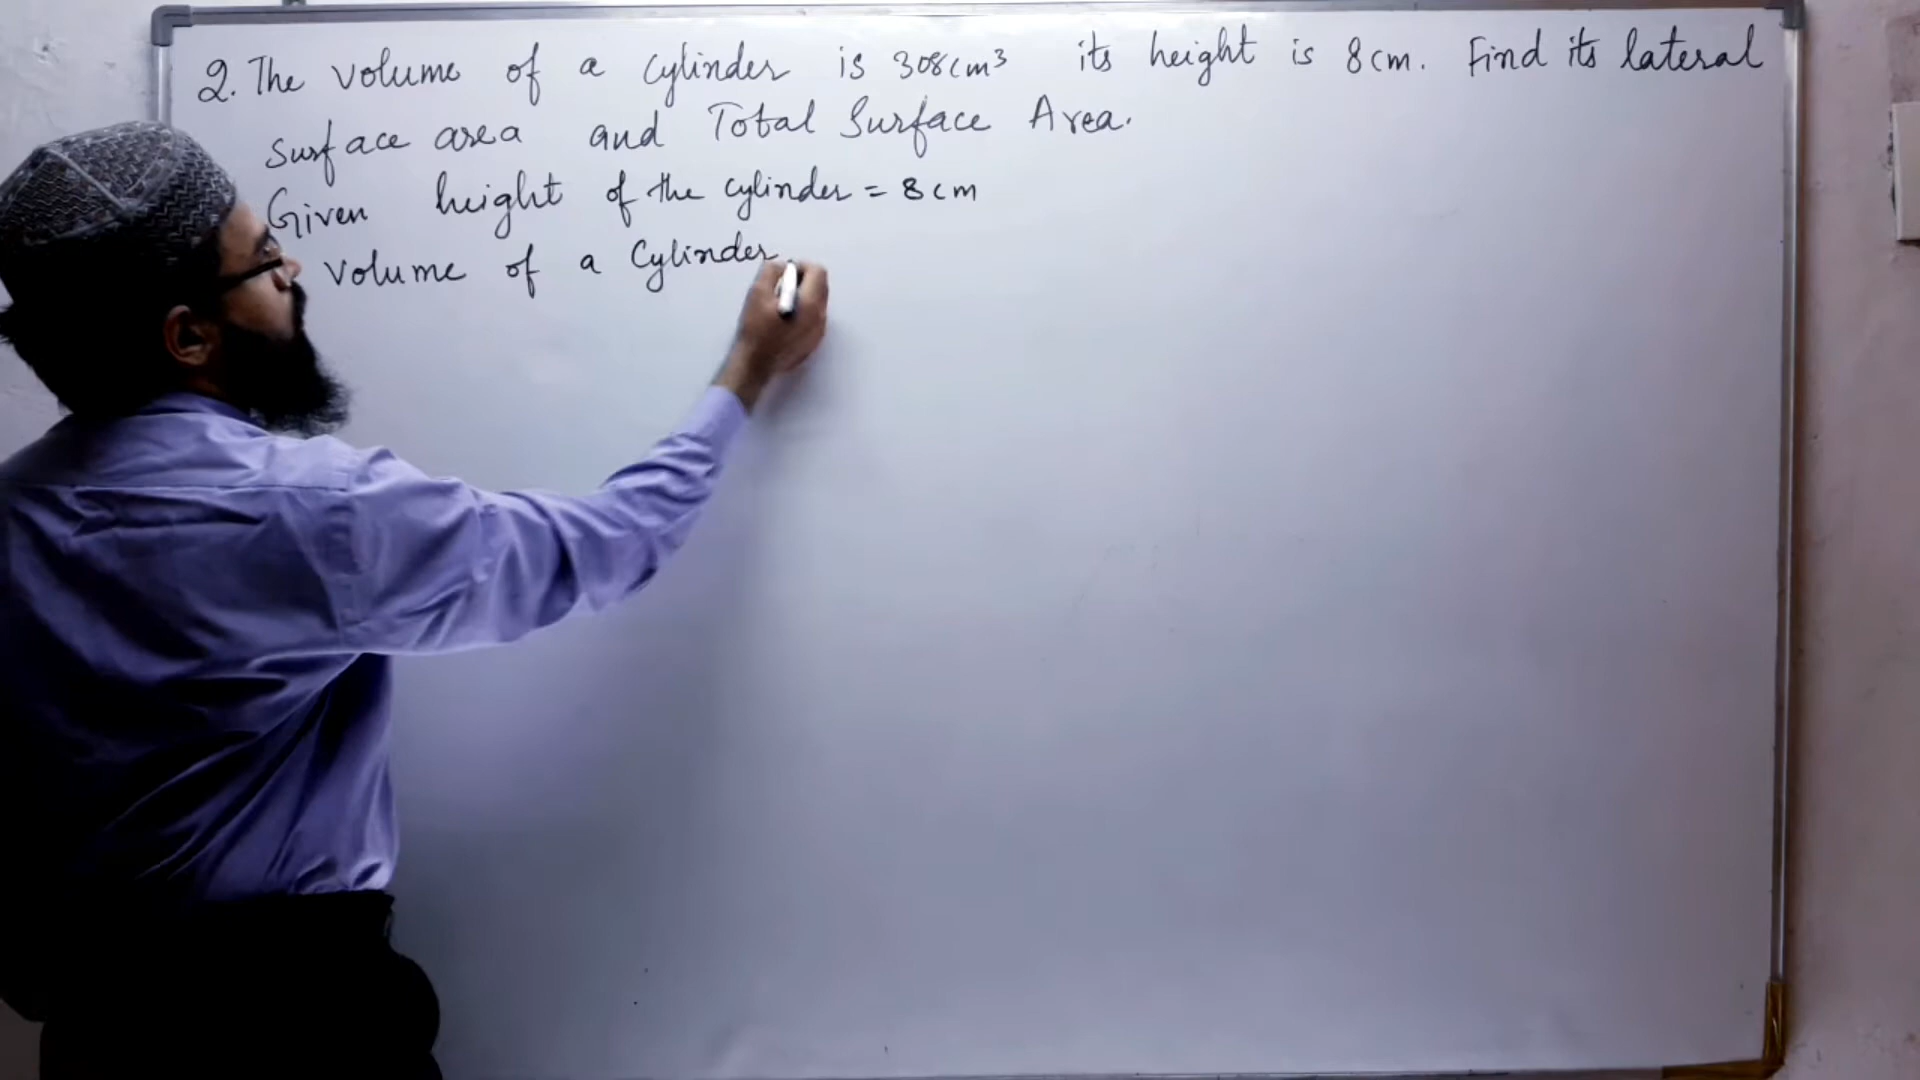 2. The volume of a cylinder is 308cm³ its height is 8cm. Find its lateral
surface area and Total Surface Area.
Given height of the cylinder = 8cm
volume of a Cylinder